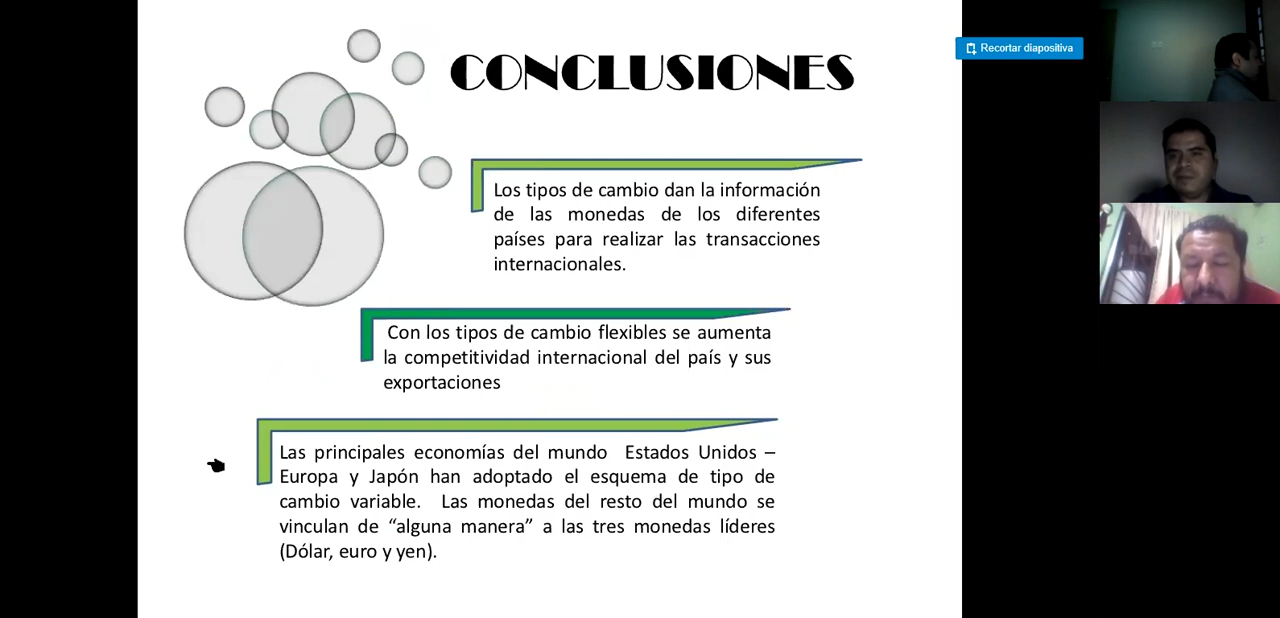 CONCLUSIONES
Recortar diapositiva
Los tipos de cambio dan la información
de las monedas de los diferentes
países para realizar las transacciones
internacionales.
Con los tipos de cambio flexibles se aumenta
la competitividad internacional del país y sus
exportaciones
Las principales economías del mundo Estados Unidos –
Europa y Japón han adoptado el esquema de tipo de
cambio variable. Las monedas del resto del mundo se
vinculan de “alguna manera” a las tres monedas líderes
(Dólar, euro y yen).